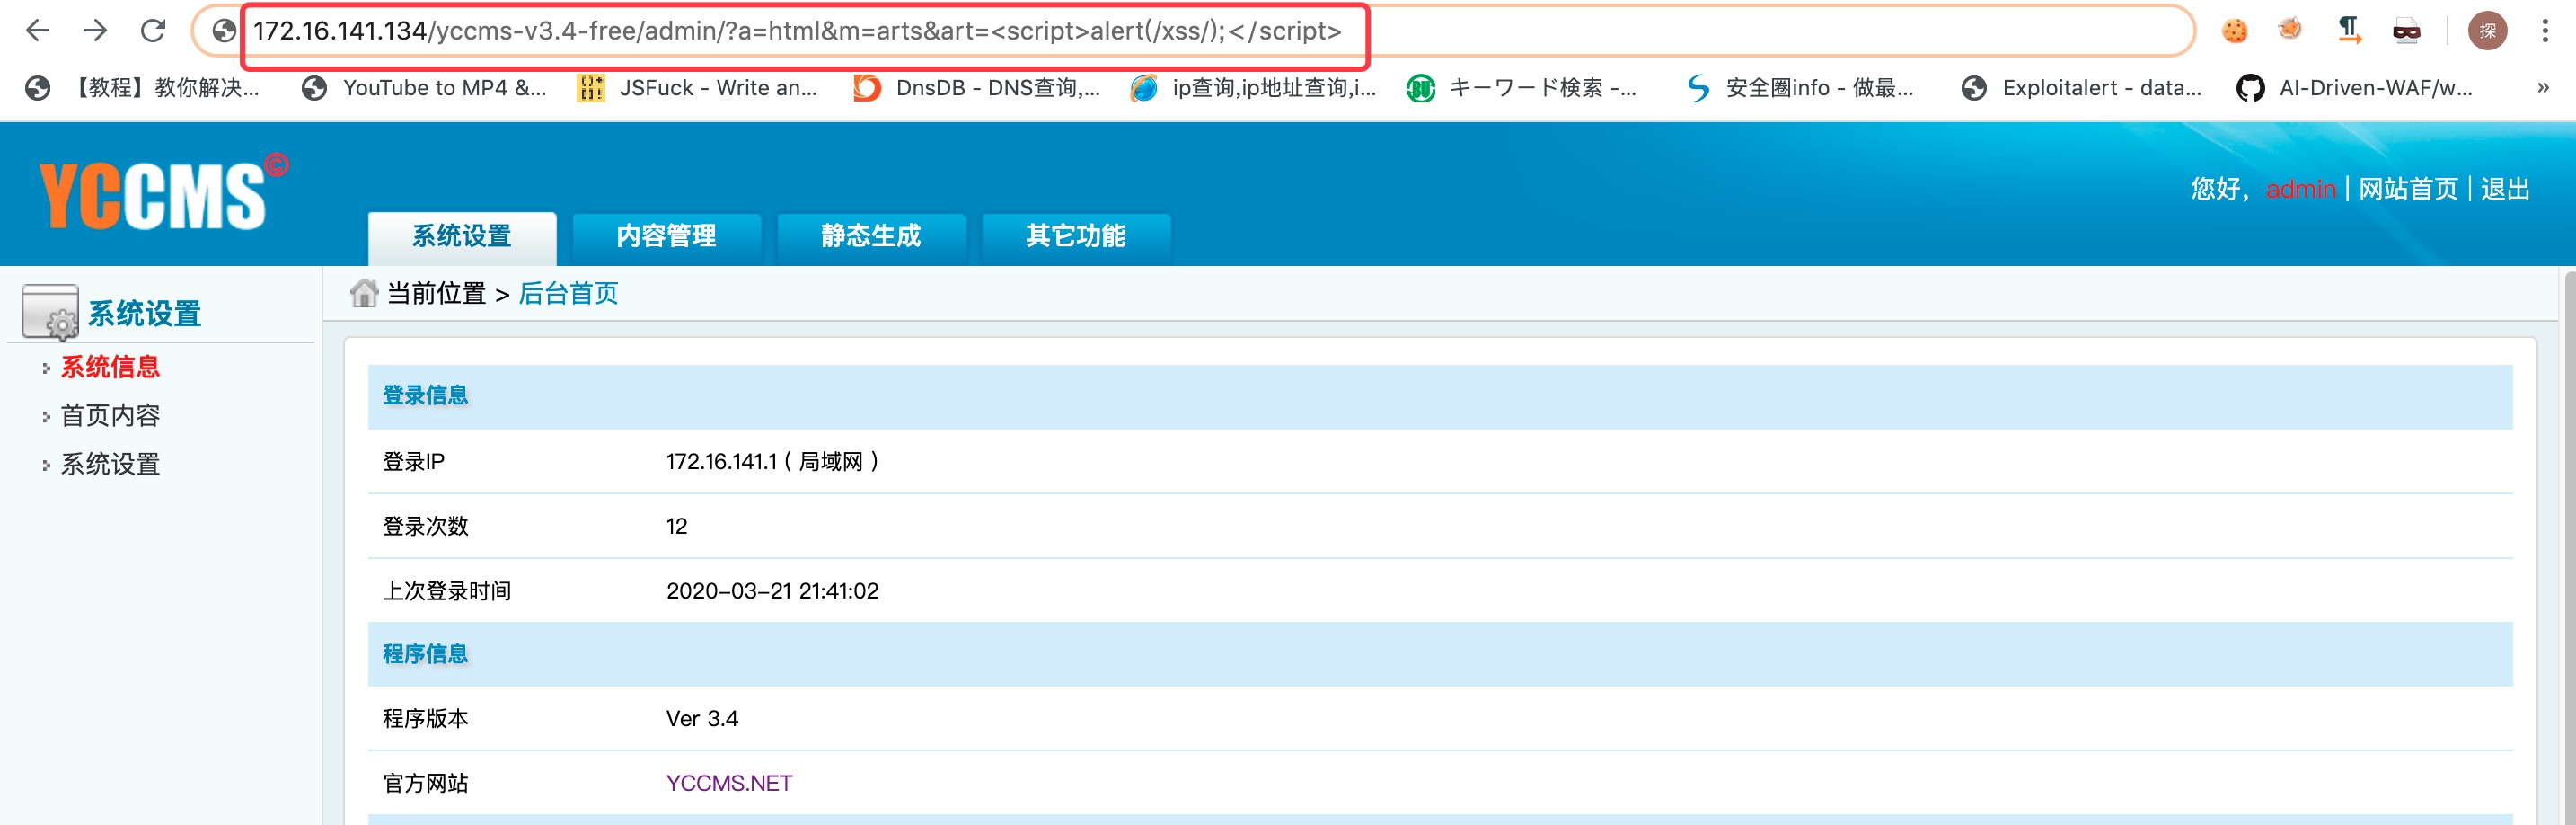 172.16.141.134/yccms-v3.4-free/admin/?a=html&m=arts&art=<script>alert(/xss/);</script>
探
【教程】教你解决... YouTube to MP4 &... JSFuck - Write an... DnsDB - DNS查询,... ip查询,ip地址查询,i... キーワード検索 -... 安全圈info - 做最... Exploitalert - data... AI-Driven-WAF/w... »
YCCMS©
您好， admin | 网站首页 | 退出
系统设置 内容管理 静态生成 其它功能
系统设置
系统信息
首页内容
系统设置
当前位置 > 后台首页
登录信息
登录IP 172.16.141.1 ( 局域网 )
登录次数 12
上次登录时间 2020-03-21 21:41:02
程序信息
程序版本 Ver 3.4
官方网站 YCCMS.NET